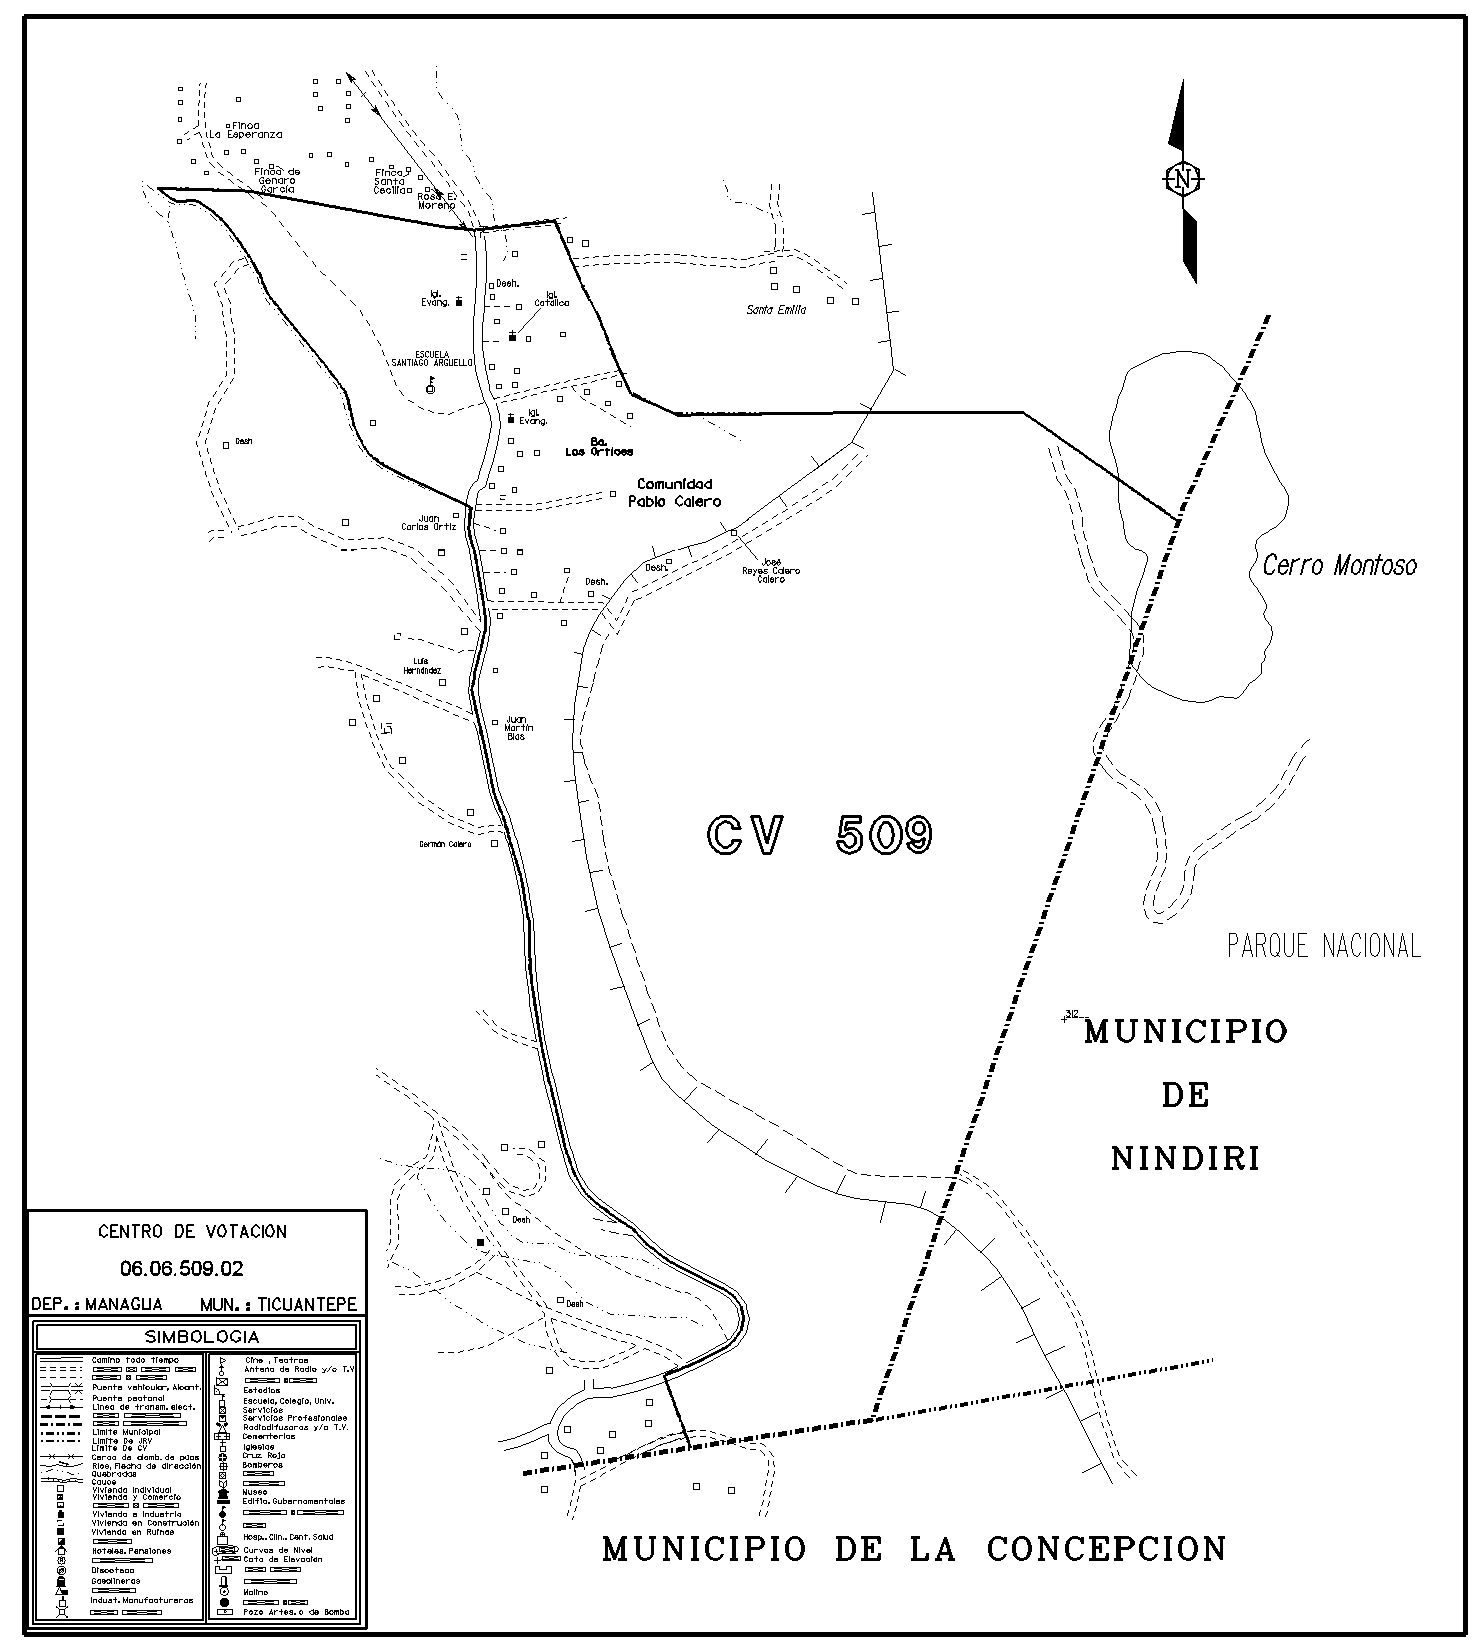 Finca
La Esperanza
Finca de
Genaro
García
Finca
Santa
Cecilia
Rosa E.
Moreno
N
Desh.
Igl.
Evang.
Igl.
Catolica
Santa Emilia
ESCUELA
SANTIAGO ARGUELLO
Igl.
Evang.
Desh
Bo.
Los Ortices
Comunidad
Pablo Calero
Juan
Carlos Ortiz
José
Reyes Calero
Calero
Desh.
Desh.
Cerro Montoso
Luis
Hernández
Juan
Martín
Blas
CV 509
Germán Calero
PARQUE NACIONAL
312
MUNICIPIO
DE
NINDIRI
Desh
Desh
CENTRO DE VOTACION
06.06.509.02
DEP.: MANAGUA MUN.: TICUANTEPE
SIMBOLOGIA
Camino todo tiempo
Puente vehicular, Alcant.
Puente peatonal
Linea de transm. elect.
Limite Municipal
Limite De JRV
Limite De CV
Cerca de alamb. de púas
Rios, Flecha de dirección
Quebradas
Cauce
Vivienda Individual
Vivienda y Comercio
Vivienda e Industria
Vivienda en Construción
Vivienda en Ruinas
Hoteles, Pensiones
Discoteca
Gasolineras
Indust. Manufactureras
Cine , Teatros
Antena de Radio y/o T.V
Estadios
Escuela, Colegio, Univ.
Servicios
Servicios Profesionales
Radiodifusoras y/o T.V.
Cementerios
Iglesias
Cruz Roja
Bomberos
Museo
Edific. Gubernamentales
Hosp., Clin., Cent. Salud
Curvas de Nivel
Cota de Elevación
Molino
Pozo Artes. o de Bomba
MUNICIPIO DE LA CONCEPCION